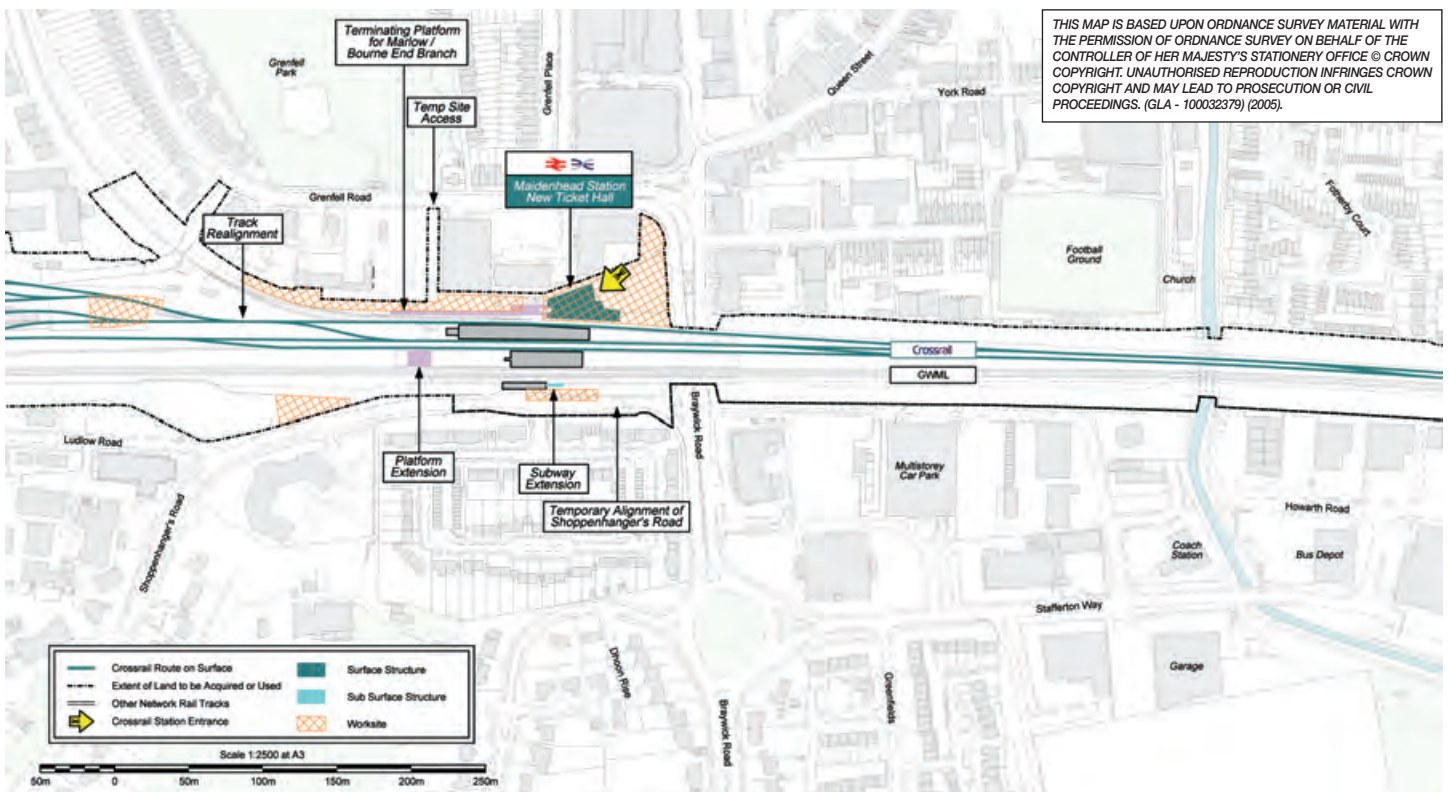 THIS MAP IS BASED UPON ORDNANCE SURVEY MATERIAL WITH
THE PERMISSION OF ORDNANCE SURVEY ON BEHALF OF THE
CONTROLLER OF HER MAJESTY'S STATIONERY OFFICE © CROWN
COPYRIGHT. UNAUTHORISED REPRODUCTION INFRINGES CROWN
COPYRIGHT AND MAY LEAD TO PROSECUTION OR CIVIL
PROCEEDINGS. (GLA - 100032379) (2005).
Terminating Platform
for Marlow /
Bourne End Branch
Grenfell
Park
Grenfell Place
Queen Street
York Road
Temp Site
Access
Maidenhead Station
New Ticket Hall
Grenfell Road
Fotherby Court
Track
Realignment
Football
Ground
Church
Crossrail
GWML
Ludlow Road
Braywick Road
Platform
Extension
Subway
Extension
Multistorey
Car Park
Temporary Alignment of
Shoppenhanger's Road
Shoppenhanger's Road
Howarth Road
Coach
Station
Bus Depot
Stafferton Way
Dhoon Rise
Garage
Greenfields
Braywick Road
Crossrail Route on Surface
Extent of Land to be Acquired or Used
Other Network Rail Tracks
Crossrail Station Entrance
Surface Structure
Sub Surface Structure
Worksite
Scale 1:2500 at A3
50m 0 50m 100m 150m 200m 250m